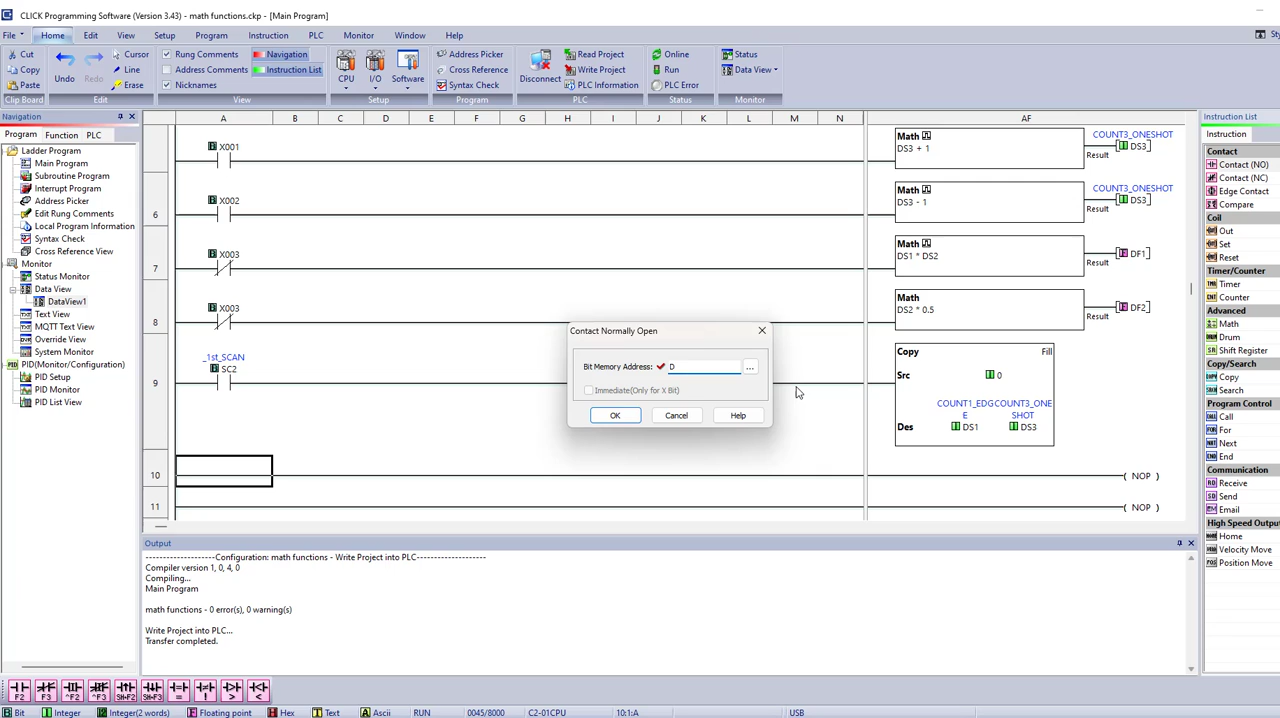 CLICK Programming Software (Version 3.43) - math functions.ckp - [Main Program]
File Home Edit View Setup Program Instruction PLC Monitor Window Help
Cut Copy Paste Clip Board
Undo Redo Cursor Line Erase Edit
Rung Comments Address Comments Nicknames Navigation Instruction List View
CPU I/O Software Setup
Address Picker Cross Reference Syntax Check Program
Disconnect Read Project Write Project PLC Information PLC
Online Run PLC Error Status
Status Data View Monitor
Navigation
Program Function PLC
Ladder Program
Main Program
Subroutine Program
Interrupt Program
Address Picker
Edit Rung Comments
Local Program Information
Syntax Check
Cross Reference View
Monitor
Status Monitor
Data View
DataView1
Text View
MQTT Text View
Override View
System Monitor
PID(Monitor/Configuration)
PID Setup
PID Monitor
PID List View
A B C D E F G H I J K L M N AF
X001 Math DS3 + 1 Result COUNT3_ONESHOT DS3
6 X002 Math DS3 - 1 Result COUNT3_ONESHOT DS3
7 X003 Math DS1 * DS2 Result DF1
8 X003 Math DS2 * 0.5 Result DF2
9 _1st_SCAN SC2 Copy Fill
Src 0
COUNT1_EDG COUNT3_ONE
E SHOT
Des DS1 DS3
10 NOP
11 NOP
Contact Normally Open
Bit Memory Address: D ...
Immediate(Only for X Bit)
OK Cancel Help
Output
--------------------Configuration: math functions - Write Project into PLC--------------------
Compiler version 1, 0, 4, 0
Compiling...
Main Program
math functions - 0 error(s), 0 warning(s)
Write Project into PLC...
Transfer completed.
Instruction List
Instruction
Contact
Contact (NO)
Contact (NC)
Edge Contact
Compare
Coil
Out
Set
Reset
Timer/Counter
Timer
Counter
Advanced
Math
Drum
Shift Register
Copy/Search
Copy
Search
Program Control
Call
For
Next
End
Communication
Receive
Send
Email
High Speed Output
Home
Velocity Move
Position Move
F2 F3 ^F2 ^F3 SH+F2 SH+F3 = ! > <
Bit Integer Integer(2 words) Floating point Hex Text Ascii RUN 0045/8000 C2-01CPU 10:1:A USB